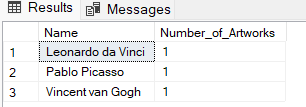 Results Messages
Name Number_of_Artworks
1 Leonardo da Vinci 1
2 Pablo Picasso 1
3 Vincent van Gogh 1